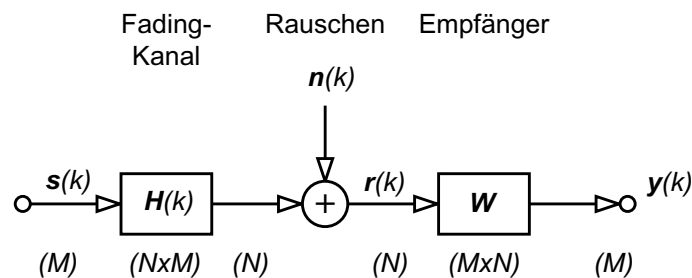 Fading-
Kanal
Rauschen
Empfänger
n(k)
s(k)
H(k)
+
r(k)
W
y(k)
(M)
(NxM)
(N)
(N)
(MxN)
(M)